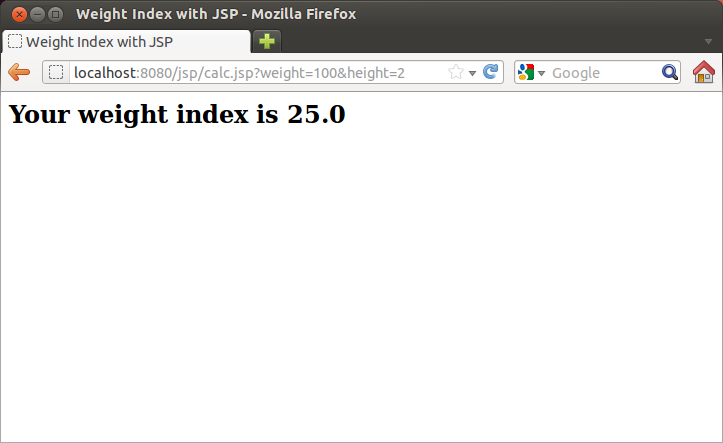 Weight Index with JSP - Mozilla Firefox
Weight Index with JSP
localhost:8080/jsp/calc.jsp?weight=100&height=2
Google
Your weight index is 25.0